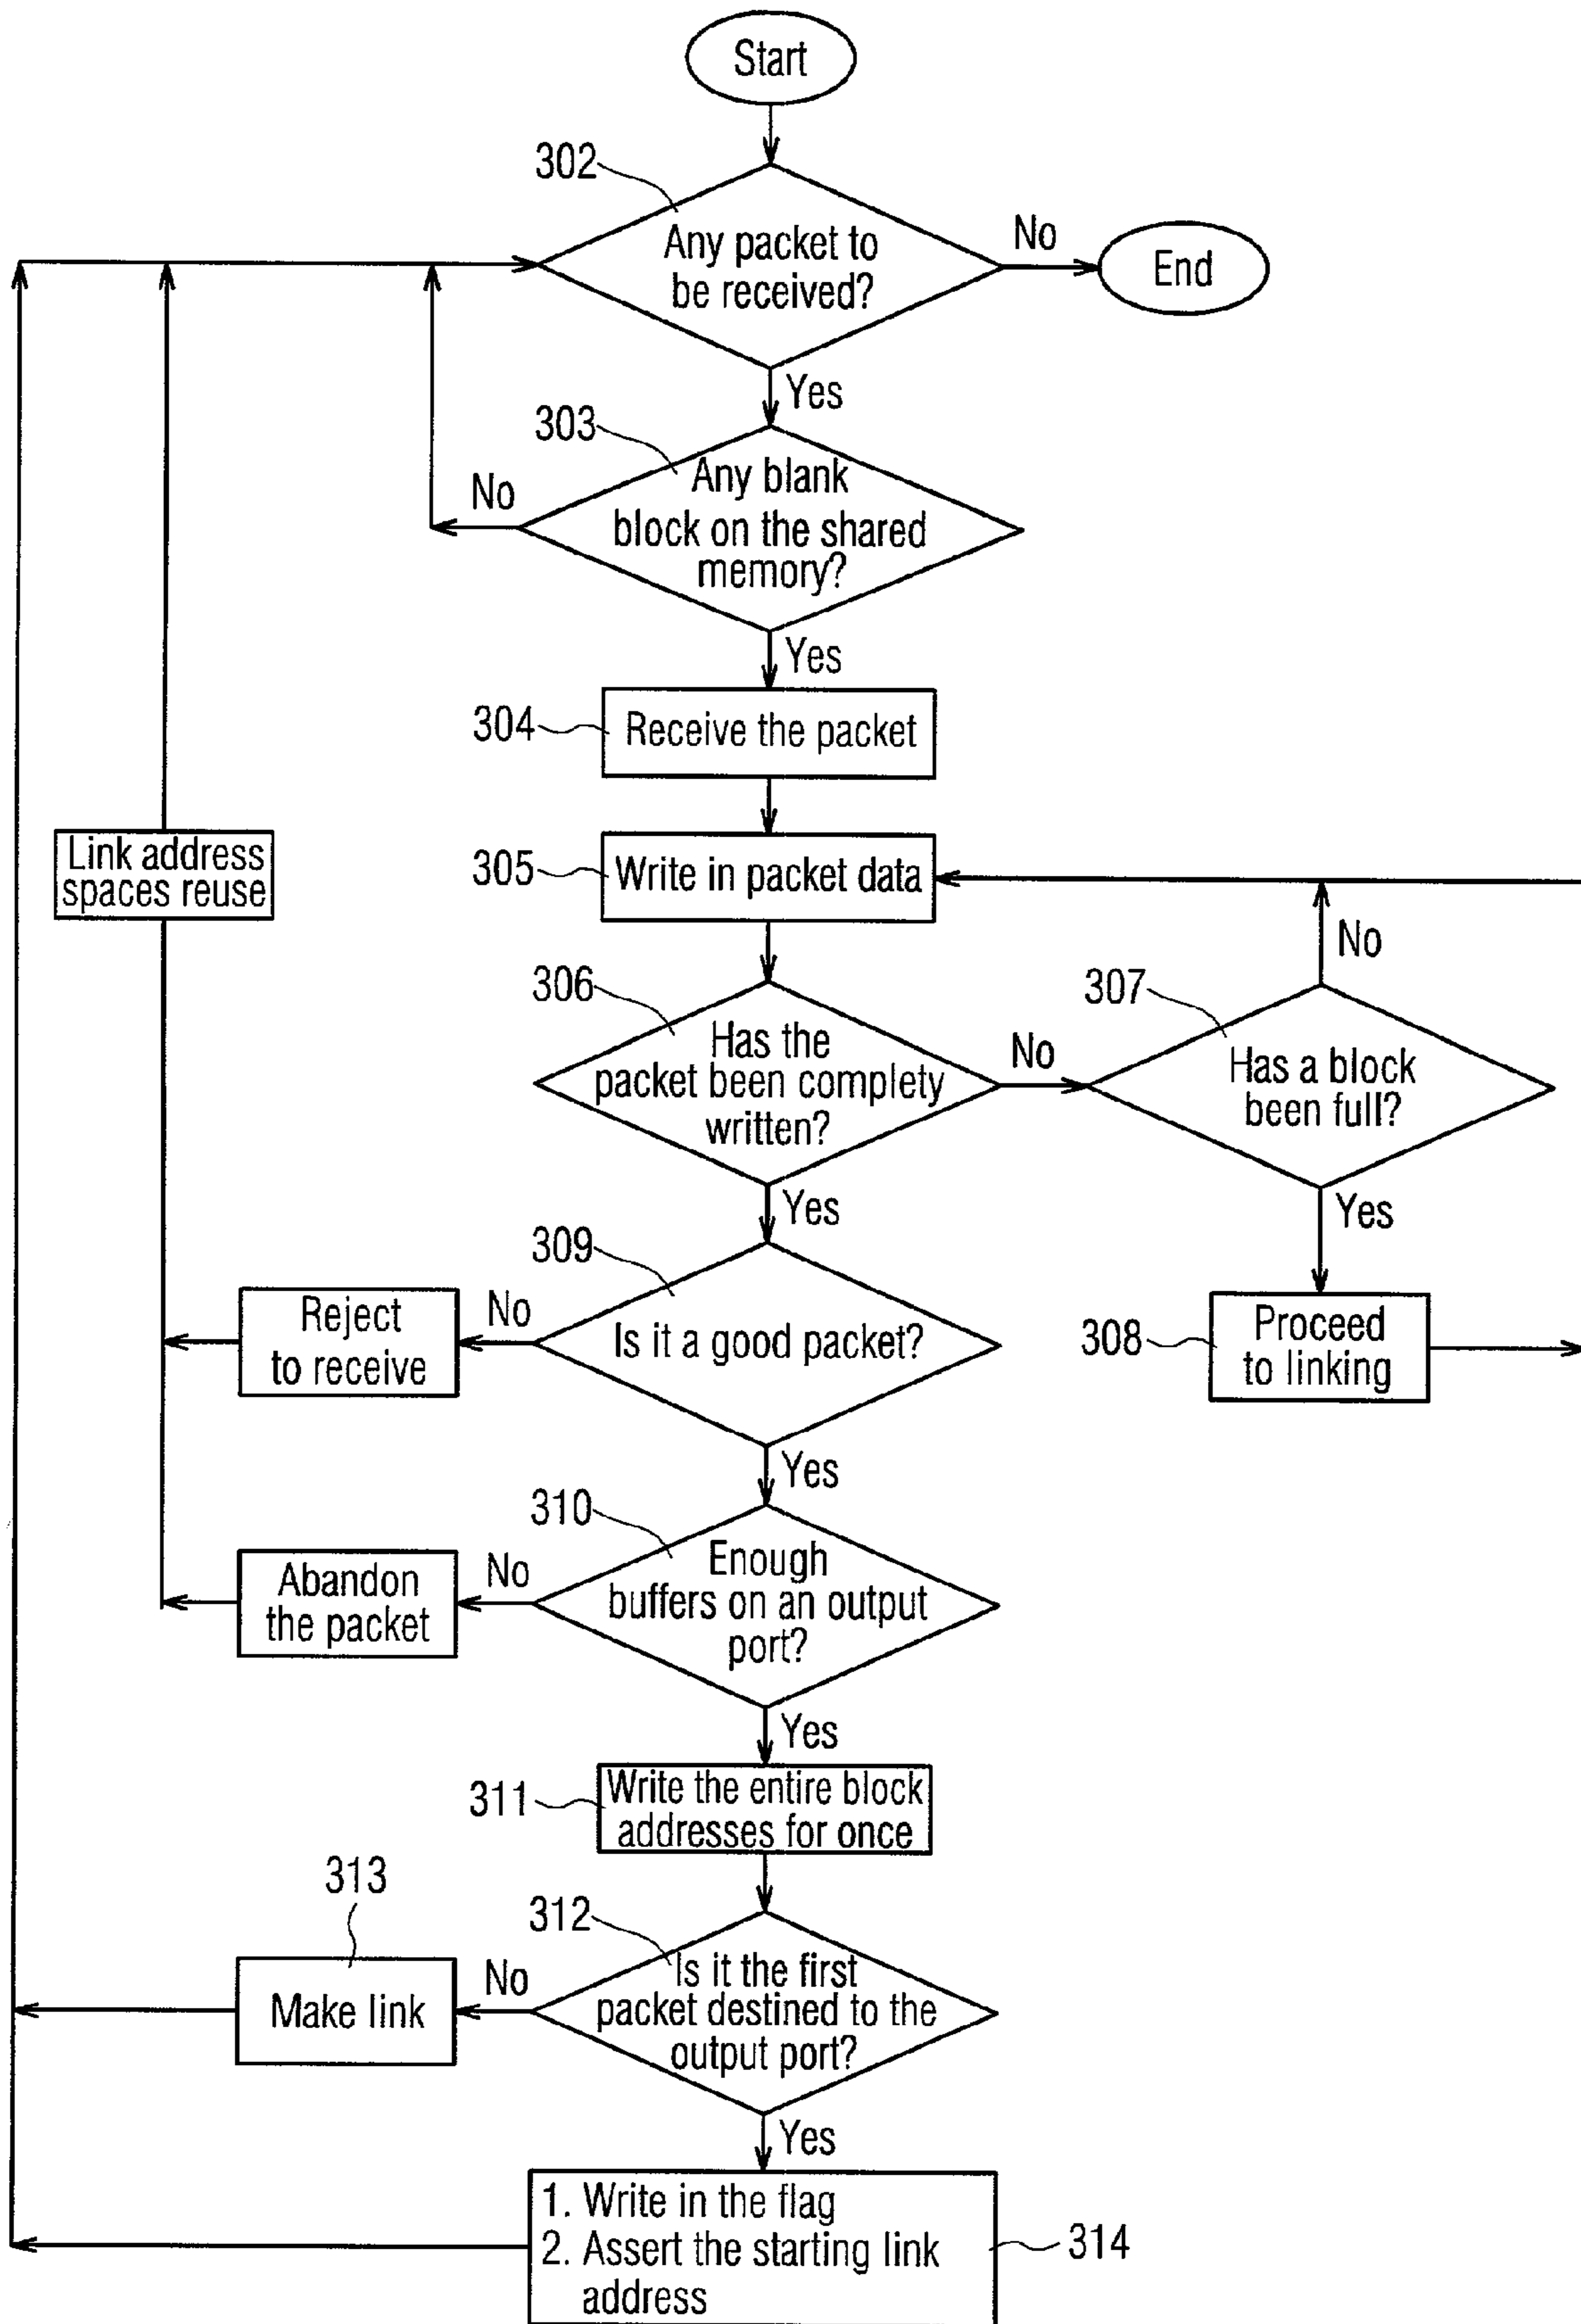 Start
302
Any packet to
be received?
No
End
Yes
303
Any blank
block on the shared
memory?
No
Yes
304
Receive the packet
Link address
spaces reuse
305
Write in packet data
No
306
Has the
packet been complety
written?
No
307
Has a block
been full?
Yes
Yes
309
Is it a good packet?
No
Reject
to receive
308
Proceed
to linking
Yes
310
Enough
buffers on an output
port?
No
Abandon
the packet
Yes
311
Write the entire block
addresses for once
313
312
Is it the first
packet destined to the
output port?
No
Make link
Yes
1. Write in the flag
2. Assert the starting link
address
314